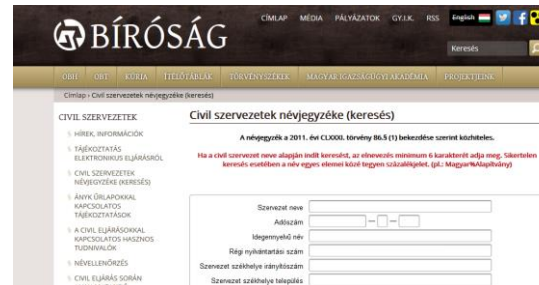 CÍMLAP MÉDIA PÁLYÁZATOK GY.I.K. RSS English
BÍRÓSÁG
Keresés
OBH OBT KÚRIA ÍTÉLŐTÁBLÁK TÖRVÉNYSZÉKEK MAGYAR IGAZSÁGÜGYI AKADÉMIA PROJEKTJEINK
Címlap › Civil szervezetek névjegyzéke (keresés)
CIVIL SZERVEZETEK
HÍREK, INFORMÁCIÓK
TÁJÉKOZTATÁS
ELEKTRONIKUS ELJÁRÁSRÓL
CIVIL SZERVEZETEK
NÉVJEGYZÉKE (KERESÉS)
ÁNYK ŰRLAPOKKAL
KAPCSOLATOS
TÁJÉKOZTATÁSOK
A CIVIL ELJÁRÁSOKKAL
KAPCSOLATOS HASZNOS
TUDNIVALÓK
NÉVELLENŐRZÉS
CIVIL ELJÁRÁS SORÁN
Civil szervezetek névjegyzéke (keresés)
A névjegyzék a 2011. évi CLXXXI. törvény 86.§ (1) bekezdése szerint közhiteles.
Ha a civil szervezet neve alapján indít keresést, az elnevezés minimum 6 karakterét adja meg. Sikertelen
keresés esetében a név egyes elemei közé tegyen százalékjelet. (pl.: Magyar%Alapítvány)
Szervezet neve
Adószám
Idegennyelvű név
Régi nyilvántartási szám
Szervezet székhelye irányítószám
Szervezet székhelye település